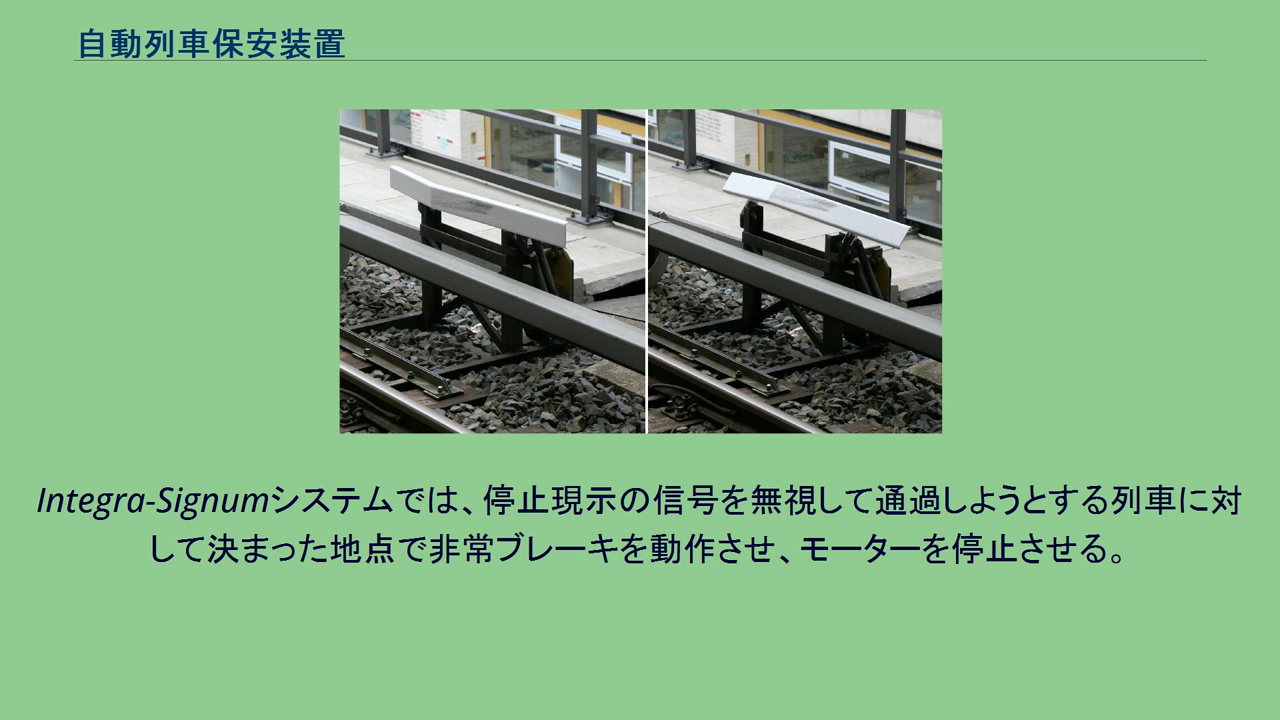 自動列車保安装置
Integra-Signumシステムでは、停止現示の信号を無視して通過しようとする列車に対
して決まった地点で非常ブレーキを動作させ、モーターを停止させる。